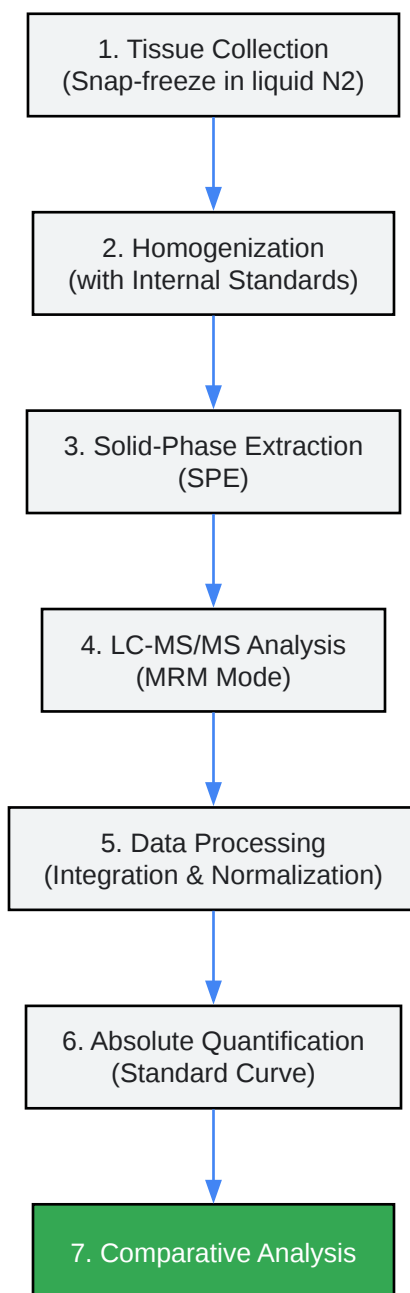 1. Tissue Collection
(Snap-freeze in liquid N2)
2. Homogenization
(with Internal Standards)
3. Solid-Phase Extraction
(SPE)
4. LC-MS/MS Analysis
(MRM Mode)
5. Data Processing
(Integration & Normalization)
6. Absolute Quantification
(Standard Curve)
7. Comparative Analysis